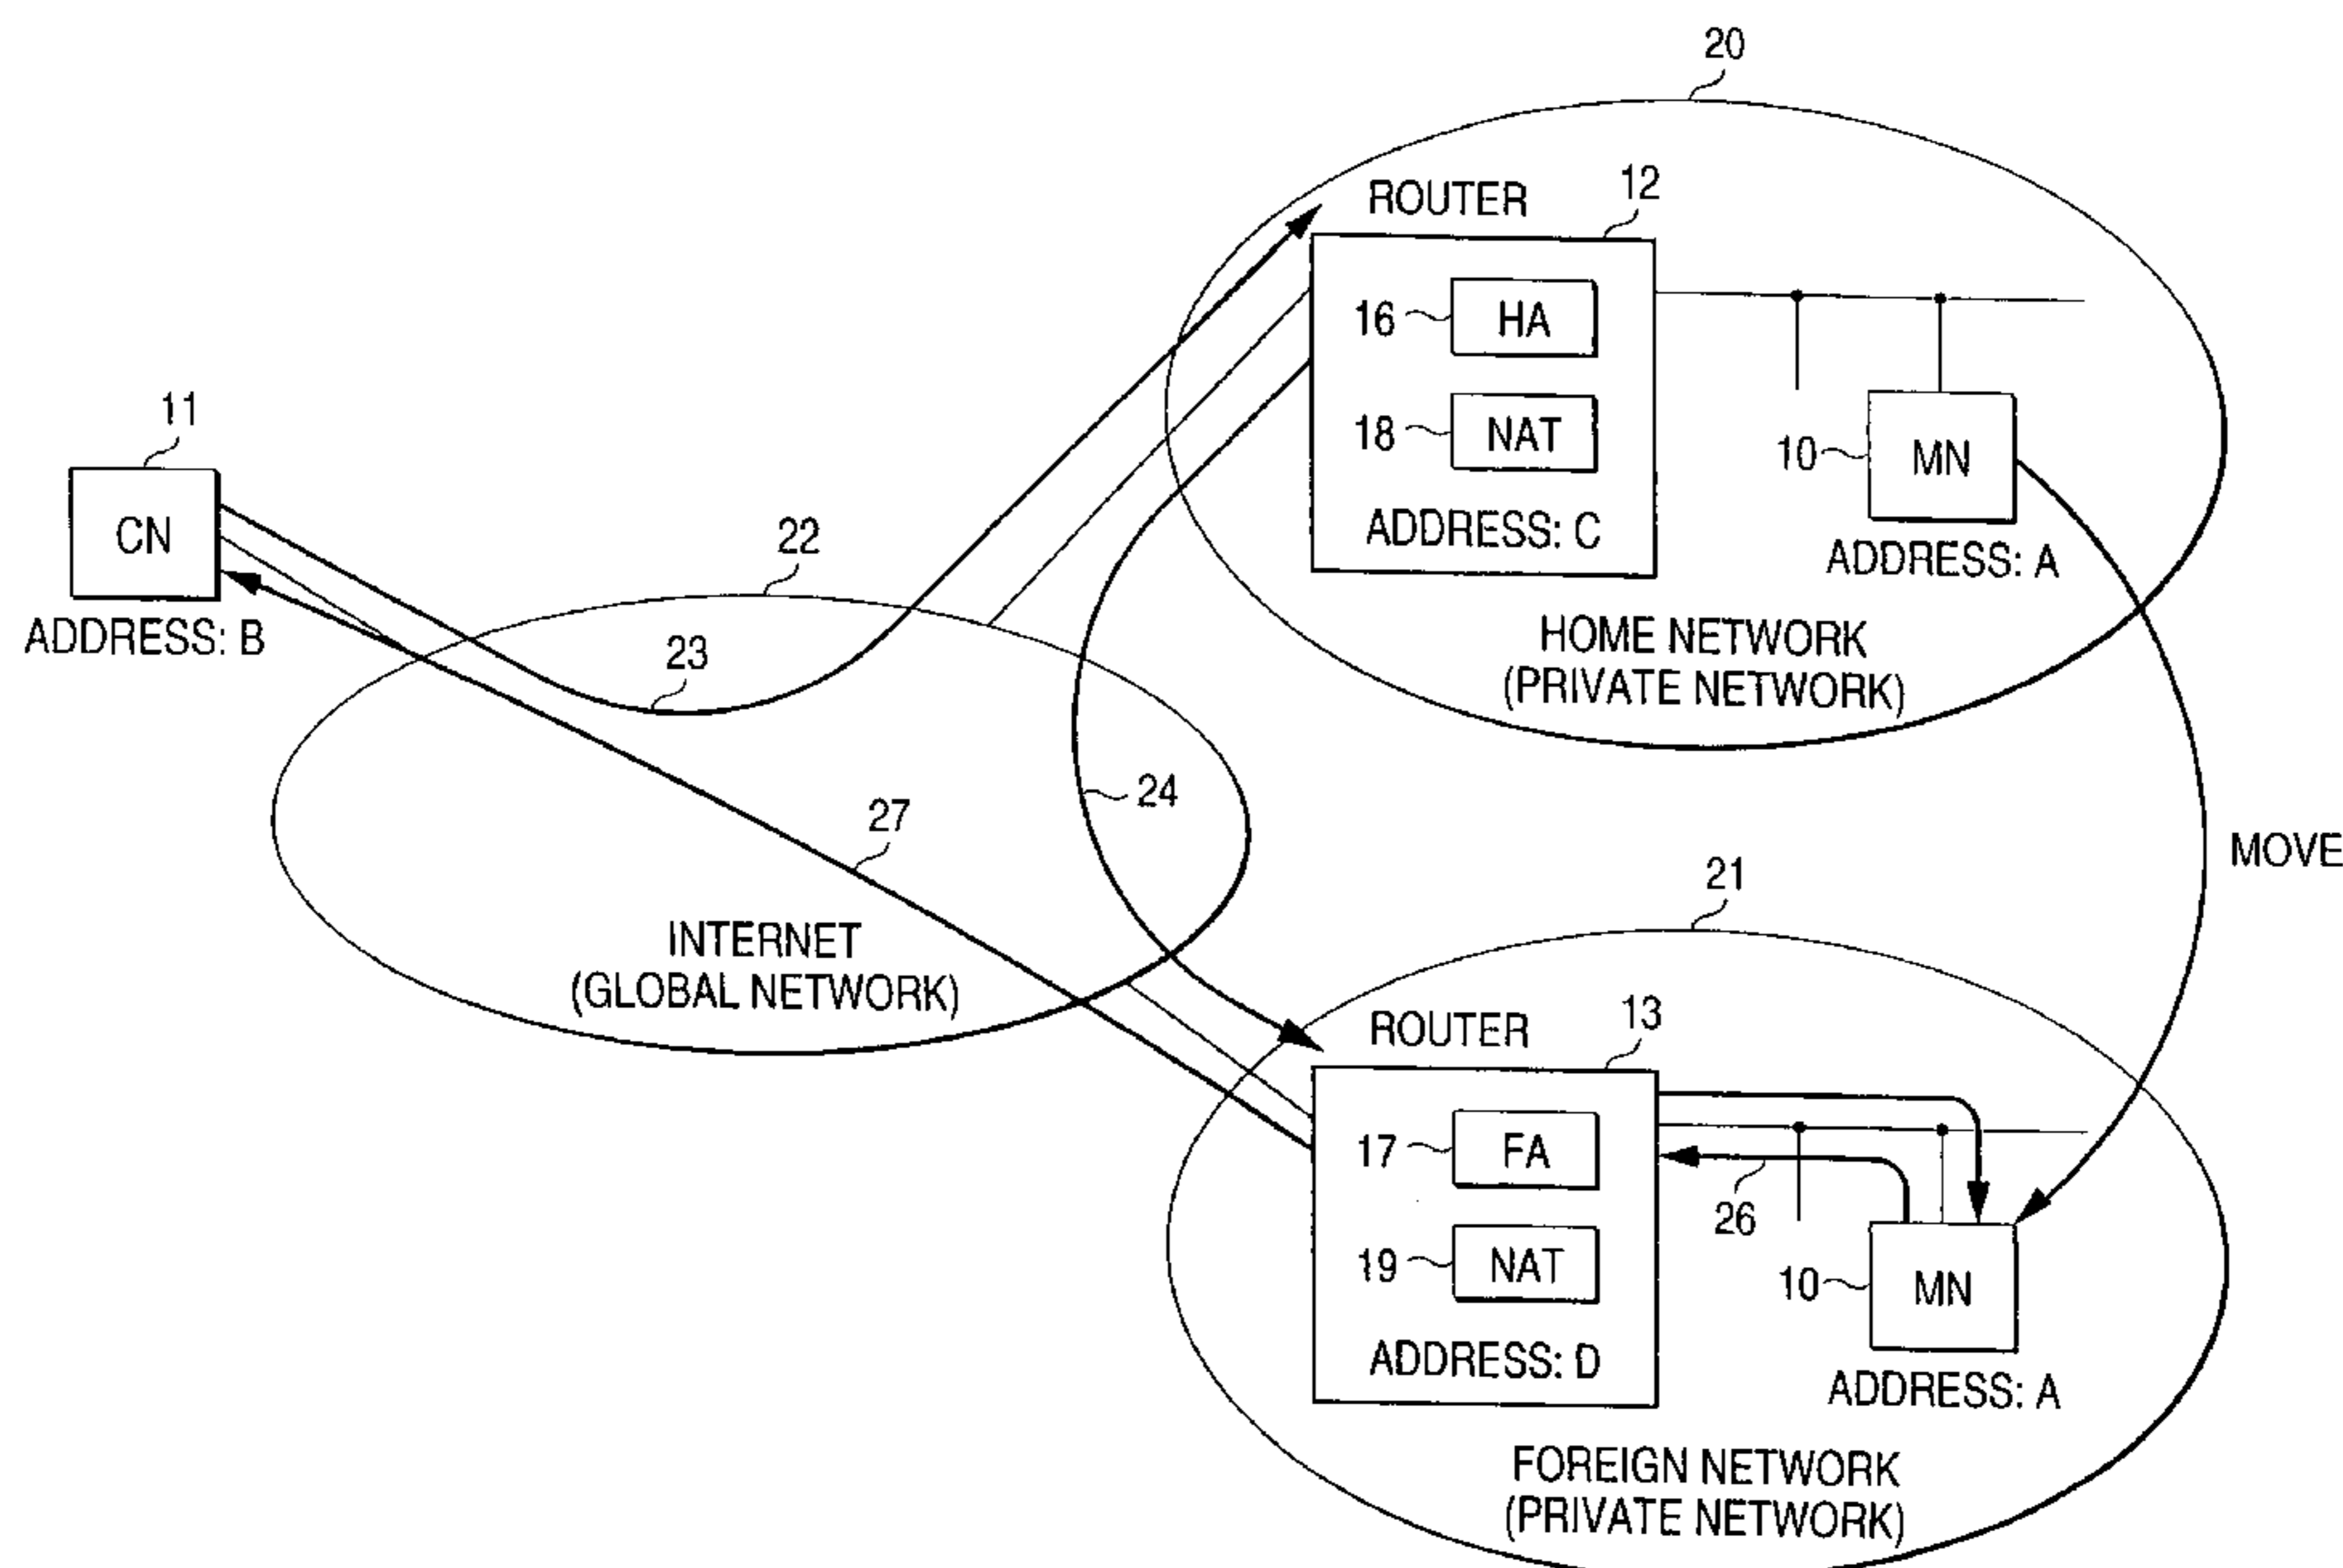 20
ROUTER
12
16
HA
18
NAT
ADDRESS: C
10
MN
ADDRESS: A
HOME NETWORK
(PRIVATE NETWORK)
11
CN
ADDRESS: B
22
23
24
27
INTERNET
(GLOBAL NETWORK)
MOVE
21
ROUTER
13
17
FA
19
NAT
ADDRESS: D
26
10
MN
ADDRESS: A
FOREIGN NETWORK
(PRIVATE NETWORK)